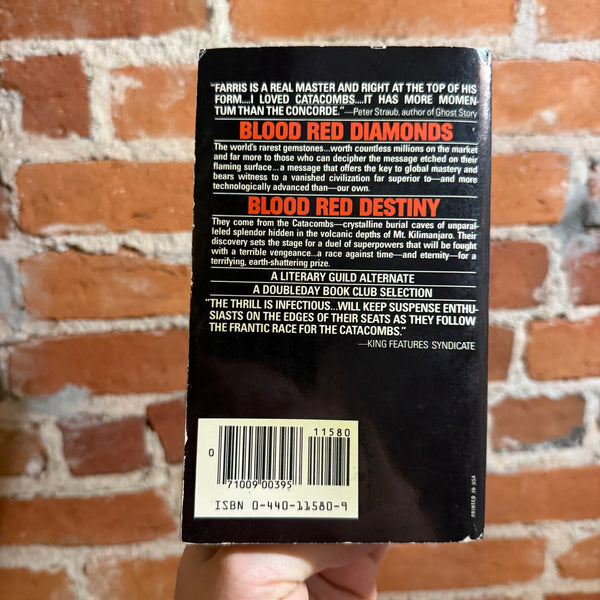 "FARRIS IS A REAL MASTER AND RIGHT AT THE TOP OF HIS
FORM....I LOVED CATACOMBS....IT HAS MORE MOMEN-
TUM THAN THE CONCORDE."—Peter Straub, author of Ghost Story
BLOOD RED DIAMONDS
The world's rarest gemstones...worth countless millions on the market
and far more to those who can decipher the message etched on their
flaming surface...a message that offers the key to global mastery and
bears witness to a vanished civilization far superior to—and more
technologically advanced than—our own.
BLOOD RED DESTINY
They come from the Catacombs—crystalline burial caves of unparal-
leled splendor hidden in the volcanic depths of Mt. Kilimanjaro. Their
discovery sets the stage for a duel of superpowers that will be fought
with a terrible vengeance...a race against time—and eternity—for a
terrifying, earth-shattering prize.
A LITERARY GUILD ALTERNATE
A DOUBLEDAY BOOK CLUB SELECTION
"THE THRILL IS INFECTIOUS...WILL KEEP SUSPENSE ENTHU-
SIASTS ON THE EDGES OF THEIR SEATS AS THEY FOLLOW
THE FRANTIC RACE FOR THE CATACOMBS."
—KING FEATURES SYNDICATE
11580
0
71009 00395
ISBN 0-440-11580-9
PRINTED IN USA